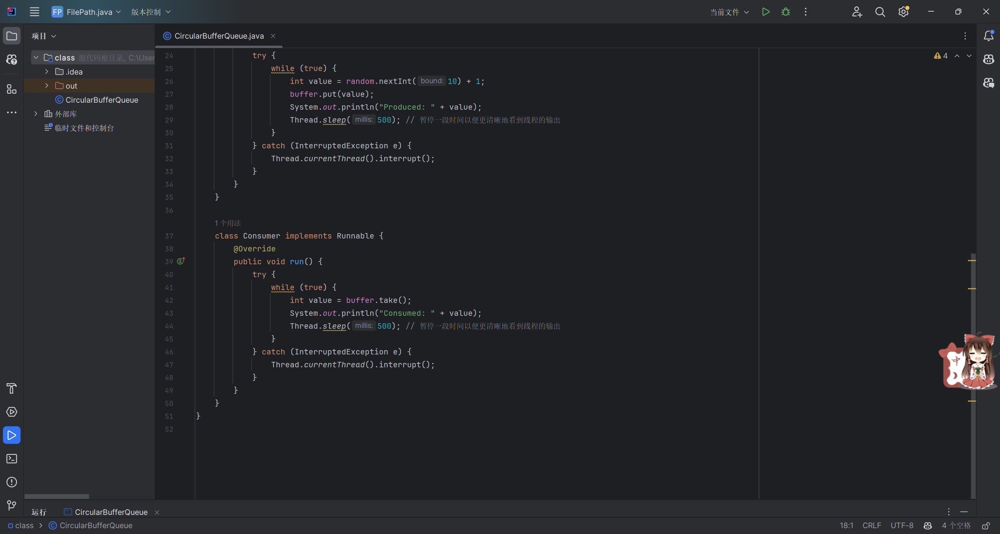 FP FilePath.java 版本控制 当前文件
项目
CircularBufferQueue.java
class 源代码根目录, C:\User
.idea
out
CircularBufferQueue
外部库
临时文件和控制台
4
24 try {
25 while (true) {
26 int value = random.nextInt( bound: 10) + 1;
27 buffer.put(value);
28 System.out.println("Produced: " + value);
29 Thread.sleep( millis: 500); // 暂停一段时间以便更清晰地看到线程的输出
30 }
31 } catch (InterruptedException e) {
32 Thread.currentThread().interrupt();
33 }
34 }
35 }
36
1 个用法
37 class Consumer implements Runnable {
38 @Override
39 public void run() {
40 try {
41 while (true) {
42 int value = buffer.take();
43 System.out.println("Consumed: " + value);
44 Thread.sleep( millis: 500); // 暂停一段时间以便更清晰地看到线程的输出
45 }
46 } catch (InterruptedException e) {
47 Thread.currentThread().interrupt();
48 }
49 }
50 }
51 }
52
中
运行 CircularBufferQueue
class CircularBufferQueue
18:1 CRLF UTF-8 4 个空格